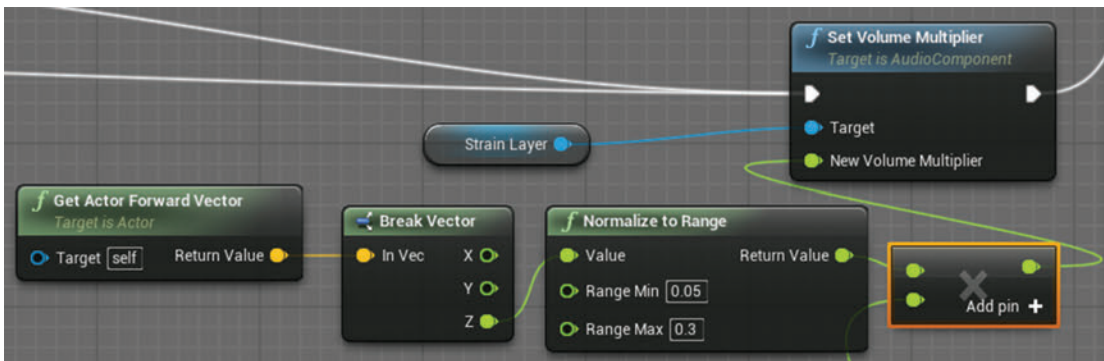 Set Volume Multiplier
Target is AudioComponent
Target
New Volume Multiplier
Strain Layer
Get Actor Forward Vector
Target is Actor
Target self Return Value
Break Vector
In Vec X
Y
Z
Normalize to Range
Value Return Value
Range Min 0.05
Range Max 0.3
Add pin +